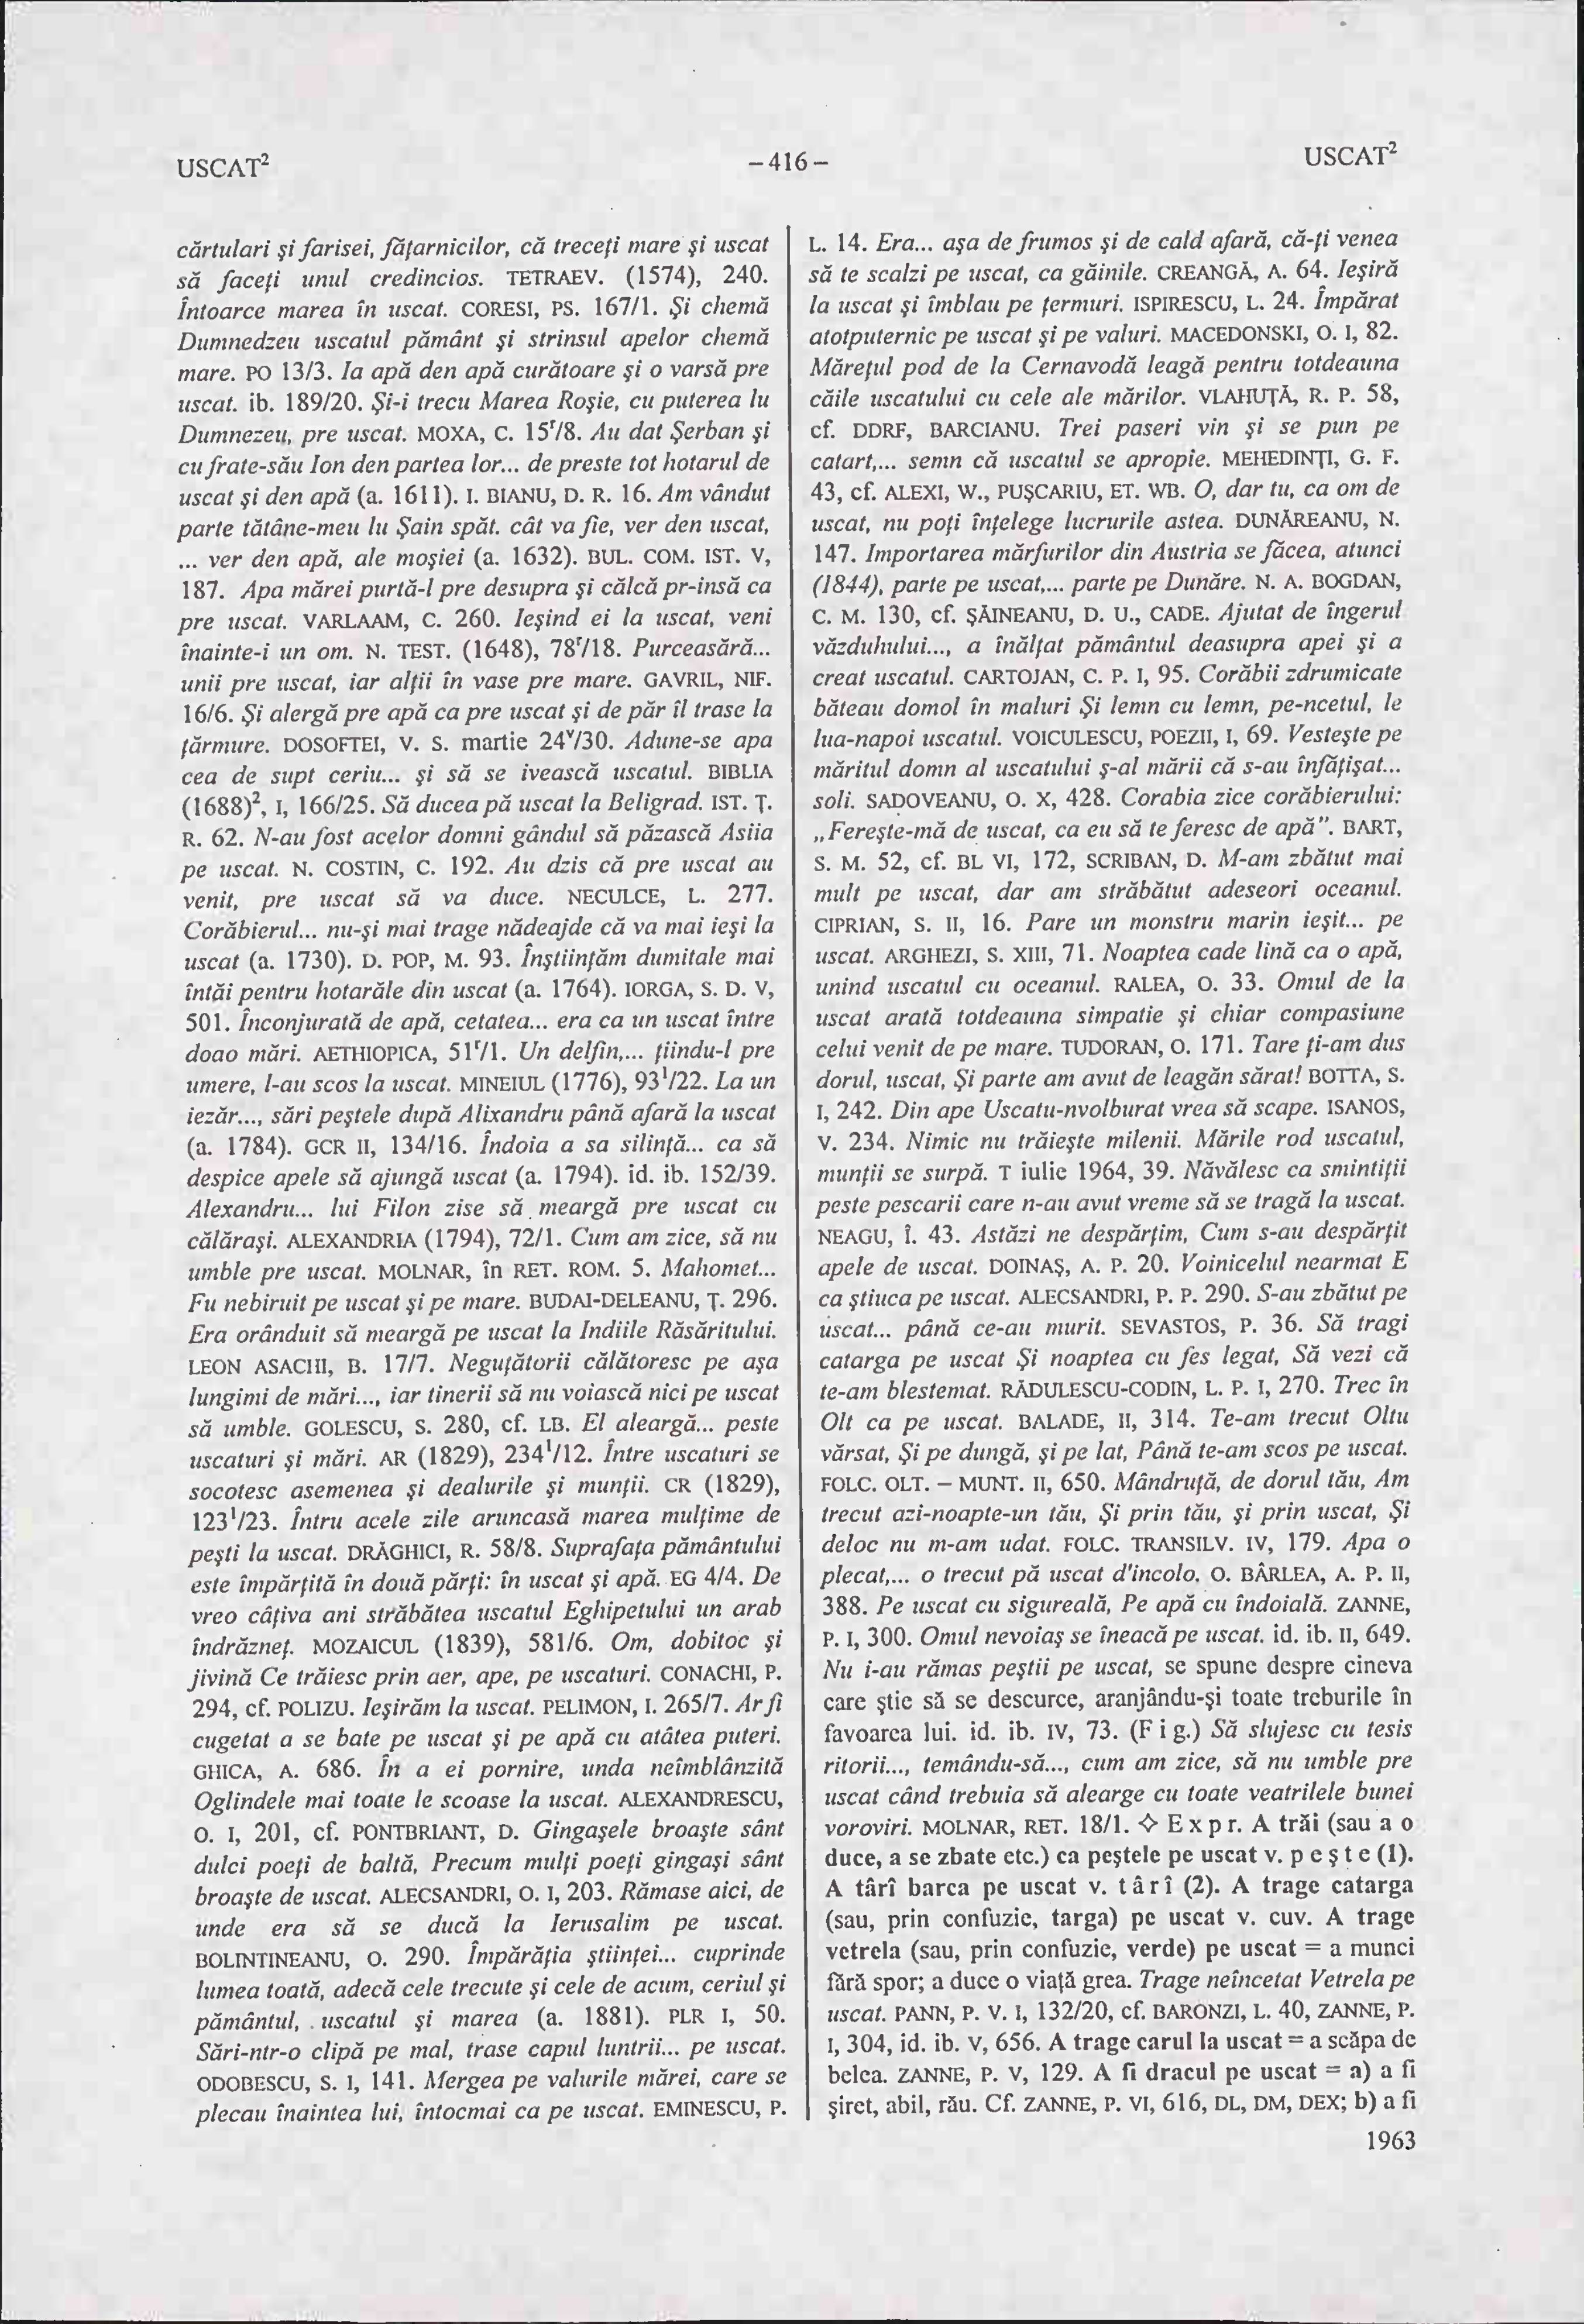 USCAT²
–416–
USCAT²
cărtulari şi farisei, făţarnicilor, că treceţi mare şi uscat
să faceţi unul credincios. TETRAEV. (1574), 240.
Întoarce marea în uscat. CORESI, PS. 167/1. Şi chemă
Dumnedzeu uscatul pământ şi strinsul apelor chemă
mare. PO 13/3. Ia apă den apă curătoare şi o varsă pre
uscat. ib. 189/20. Şi-i trecu Marea Roşie, cu puterea lu
Dumnezeu, pre uscat. MOXA, C. 15ʳ/8. Au dat Şerban şi
cu frate-său Ion den partea lor... de preste tot hotarul de
uscat şi den apă (a. 1611). I. BIANU, D. R. 16. Am vândut
parte tătâne-meu lu Şain spăt. cât va fie, ver den uscat,
... ver den apă, ale moşiei (a. 1632). BUL. COM. IST. V,
187. Apa mărei purtă-l pre desupra şi călcă pr-insă ca
pre uscat. VARLAAM, C. 260. Ieşind ei la uscat, veni
înainte-i un om. N. TEST. (1648), 78ʳ/18. Purceasără...
unii pre uscat, iar alţii în vase pre mare. GAVRIL, NIF.
16/6. Şi alergă pre apă ca pre uscat şi de păr îl trase la
ţărmure. DOSOFTEI, V. S. martie 24ᵛ/30. Adune-se apa
cea de supt ceriu... şi să se ivească uscatul. BIBLIA
(1688)², I, 166/25. Să ducea pă uscat la Beligrad. IST. Ţ.
R. 62. N-au fost acelor domni gândul să păzască Asiia
pe uscat. N. COSTIN, C. 192. Au dzis că pre uscat au
venit, pre uscat să va duce. NECULCE, L. 277.
Corăbierul... nu-şi mai trage nădeajde că va mai ieşi la
uscat (a. 1730). D. POP, M. 93. Înştiinţăm dumitale mai
întăi pentru hotarăle din uscat (a. 1764). IORGA, S. D. V,
501. Înconjurată de apă, cetatea... era ca un uscat între
doao mări. AETHIOPICA, 51ʳ/1. Un delfin,... ţiindu-l pre
umere, l-au scos la uscat. MINEIUL (1776), 93¹/22. La un
iezăr..., sări peştele după Alixandru până afară la uscat
(a. 1784). GCR II, 134/16. Îndoia a sa silinţă... ca să
despice apele să ajungă uscat (a. 1794). id. ib. 152/39.
Alexandru... lui Filon zise să meargă pre uscat cu
călăraşi. ALEXANDRIA (1794), 72/1. Cum am zice, să nu
umble pre uscat. MOLNAR, în RET. ROM. 5. Mahomet...
Fu nebiruit pe uscat şi pe mare. BUDAI-DELEANU, Ţ. 296.
Era orânduit să meargă pe uscat la Indiile Răsăritului.
LEON ASACHI, B. 17/7. Neguţătorii călătoresc pe aşa
lungimi de mări..., iar tinerii să nu voiască nici pe uscat
să umble. GOLESCU, S. 280, cf. LB. El aleargă... peste
uscaturi şi mări. AR (1829), 234¹/12. Între uscaturi se
socotesc asemenea şi dealurile şi munţii. CR (1829),
123¹/23. Întru acele zile aruncasă marea mulţime de
peşti la uscat. DRĂGHICI, R. 58/8. Suprafaţa pământului
este împărţită în două părţi: în uscat şi apă. EG 4/4. De
vreo câţiva ani străbătea uscatul Eghipetului un arab
îndrăzneţ. MOZAICUL (1839), 581/6. Om, dobitoc şi
jivină Ce trăiesc prin aer, ape, pe uscaturi. CONACHI, P.
294, cf. POLIZU. Ieşirăm la uscat. PELIMON, I. 265/7. Ar fi
cugetat a se bate pe uscat şi pe apă cu atâtea puteri.
GHICA, A. 686. În a ei pornire, unda neîmblânzită
Oglindele mai toate le scoase la uscat. ALEXANDRESCU,
O. I, 201, cf. PONTBRIANT, D. Gingaşele broaşte sânt
dulci poeţi de baltă, Precum mulţi poeţi gingaşi sânt
broaşte de uscat. ALECSANDRI, O. I, 203. Rămase aici, de
unde era să se ducă la Ierusalim pe uscat.
BOLINTINEANU, O. 290. Împărăţia ştiinţei... cuprinde
lumea toată, adecă cele trecute şi cele de acum, ceriul şi
pământul, uscatul şi marea (a. 1881). PLR I, 50.
Sări-ntr-o clipă pe mal, trase capul luntrii... pe uscat.
ODOBESCU, S. I, 141. Mergea pe valurile mărei, care se
plecau înaintea lui, întocmai ca pe uscat. EMINESCU, P.
L. 14. Era... aşa de frumos şi de cald afară, că-ţi venea
să te scalzi pe uscat, ca găinile. CREANGĂ, A. 64. Ieşiră
la uscat şi îmblau pe ţermuri. ISPIRESCU, L. 24. Împărat
atotputernic pe uscat şi pe valuri. MACEDONSKI, O. I, 82.
Măreţul pod de la Cernavodă leagă pentru totdeauna
căile uscatului cu cele ale mărilor. VLAHUŢĂ, R. P. 58,
cf. DDRF, BARCIANU. Trei paseri vin şi se pun pe
catart,... semn că uscatul se apropie. MEHEDINŢI, G. F.
43, cf. ALEXI, W., PUŞCARIU, ET. WB. O, dar tu, ca om de
uscat, nu poţi înţelege lucrurile astea. DUNĂREANU, N.
147. Importarea mărfurilor din Austria se făcea, atunci
(1844), parte pe uscat,... parte pe Dunăre. N. A. BOGDAN,
C. M. 130, cf. ŞĂINEANU, D. U., CADE. Ajutat de îngerul
văzduhului..., a înălţat pământul deasupra apei şi a
creat uscatul. CARTOJAN, C. P. I, 95. Corăbii zdrumicate
băteau domol în maluri Şi lemn cu lemn, pe-ncetul, le
lua-napoi uscatul. VOICULESCU, POEZII, I, 69. Vesteşte pe
măritul domn al uscatului ş-al mării că s-au înfăţişat...
soli. SADOVEANU, O. X, 428. Corabia zice corăbierului:
„Fereşte-mă de uscat, ca eu să te feresc de apă”. BART,
S. M. 52, cf. BL VI, 172, SCRIBAN, D. M-am zbătut mai
mult pe uscat, dar am străbătut adeseori oceanul.
CIPRIAN, S. II, 16. Pare un monstru marin ieşit... pe
uscat. ARGHEZI, S. XIII, 71. Noaptea cade lină ca o apă,
unind uscatul cu oceanul. RALEA, O. 33. Omul de la
uscat arată totdeauna simpatie şi chiar compasiune
celui venit de pe mare. TUDORAN, O. 171. Tare ţi-am dus
dorul, uscat, Şi parte am avut de leagăn sărat! BOTTA, S.
I, 242. Din ape Uscatu-nvolburat vrea să scape. ISANOS,
V. 234. Nimic nu trăieşte milenii. Mările rod uscatul,
munţii se surpă. T iulie 1964, 39. Năvălesc ca smintiţii
peste pescarii care n-au avut vreme să se tragă la uscat.
NEAGU, Î. 43. Astăzi ne despărţim, Cum s-au despărţit
apele de uscat. DOINAŞ, A. P. 20. Voinicelul nearmat E
ca ştiuca pe uscat. ALECSANDRI, P. P. 290. S-au zbătut pe
uscat... până ce-au murit. SEVASTOS, P. 36. Să tragi
catarga pe uscat Şi noaptea cu fes legat, Să vezi că
te-am blestemat. RĂDULESCU-CODIN, L. P. I, 270. Trec în
Olt ca pe uscat. BALADE, II, 314. Te-am trecut Oltu
vărsat, Şi pe dungă, şi pe lat, Până te-am scos pe uscat.
FOLC. OLT. – MUNT. II, 650. Mândruţă, de dorul tău, Am
trecut azi-noapte-un tău, Şi prin tău, şi prin uscat, Şi
deloc nu m-am udat. FOLC. TRANSILV. IV, 179. Apa o
plecat,... o trecut pă uscat d'incolo. O. BÂRLEA, A. P. II,
388. Pe uscat cu sigureală, Pe apă cu îndoială. ZANNE,
P. I, 300. Omul nevoiaş se îneacă pe uscat. id. ib. II, 649.
Nu i-au rămas peştii pe uscat, se spune despre cineva
care ştie să se descurce, aranjându-şi toate treburile în
favoarea lui. id. ib. IV, 73. (F i g.) Să slujesc cu tesis
ritorii..., temându-să..., cum am zice, să nu umble pre
uscat când trebuia să alearge cu toate veatrilele bunei
voroviri. MOLNAR, RET. 18/1. ◇ E x p r. A trăi (sau a o
duce, a se zbate etc.) ca peştele pe uscat v. p e ş t e (1).
A târî barca pe uscat v. t â r î (2). A trage catarga
(sau, prin confuzie, targa) pe uscat v. cuv. A trage
vetrela (sau, prin confuzie, verde) pe uscat = a munci
fără spor; a duce o viaţă grea. Trage neîncetat Vetrela pe
uscat. PANN, P. V. I, 132/20, cf. BARONZI, L. 40, ZANNE, P.
I, 304, id. ib. V, 656. A trage carul la uscat = a scăpa de
belea. ZANNE, P. V, 129. A fi dracul pe uscat = a) a fi
şiret, abil, rău. Cf. ZANNE, P. VI, 616, DL, DM, DEX; b) a fi
1963